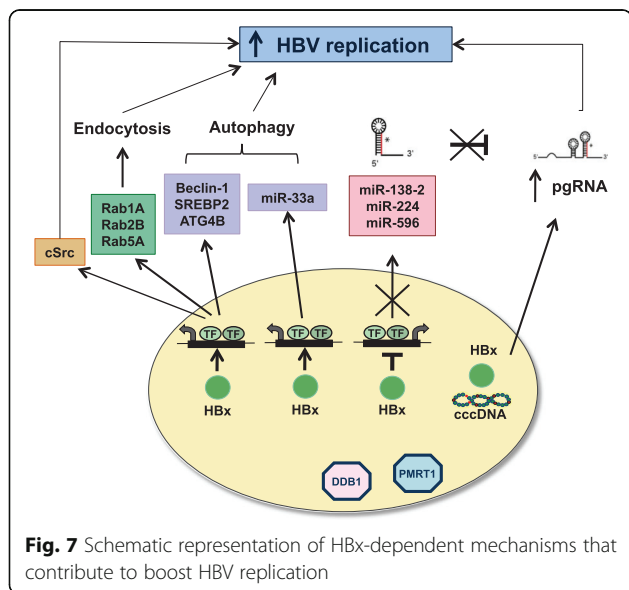 HBV replication
Endocytosis
Autophagy
5'
3'
*
5'
*
3'
pgRNA
Rab1A
Rab2B
Rab5A
Beclin-1
SREBP2
ATG4B
miR-33a
miR-138-2
miR-224
miR-596
cSrc
TF TF
TF TF
TF TF
HBx
HBx
HBx
HBx
cccDNA
DDB1
PMRT1
Fig. 7 Schematic representation of HBx-dependent mechanisms that
contribute to boost HBV replication